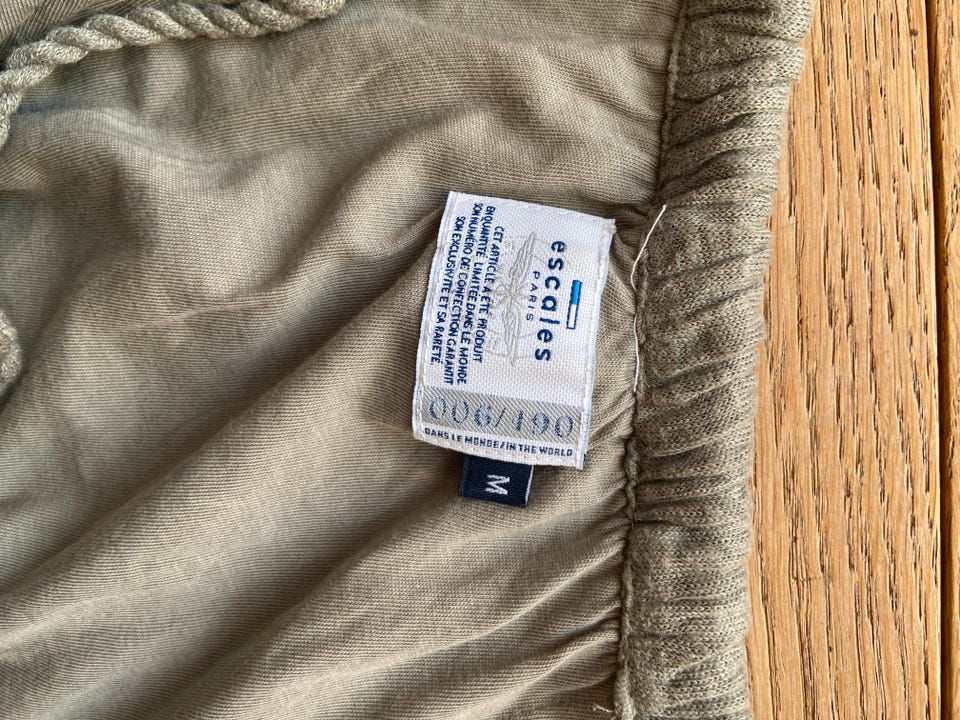 escales
PARIS
CET ARTICLE A ÉTÉ PRODUIT
EN QUANTITÉ LIMITÉE DANS LE MONDE
SON NUMÉRO DE CONFECTION GARANTIT
SON EXCLUSIVITÉ ET SA RARETÉ.
006/190
DANS LE MONDE/IN THE WORLD
M